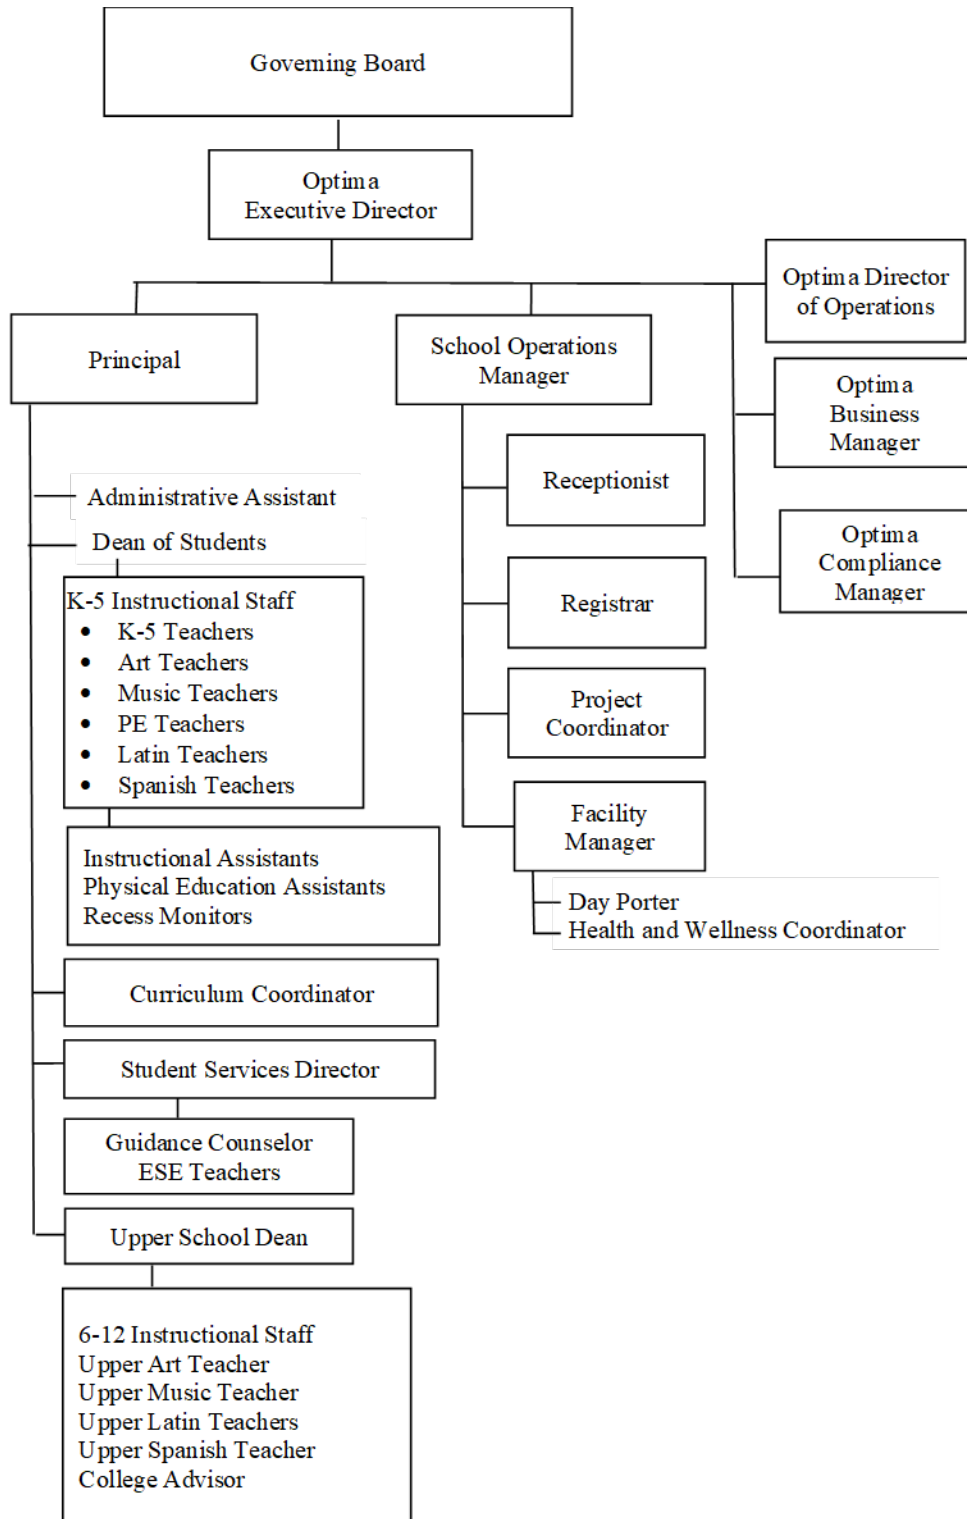 Governing Board
Optima
Executive Director
Optima Director
of Operations
Principal
School Operations
Manager
Optima
Business
Manager
Receptionist
Administrative Assistant
Dean of Students
Optima
Compliance
Manager
K-5 Instructional Staff
• K-5 Teachers
• Art Teachers
• Music Teachers
• PE Teachers
• Latin Teachers
• Spanish Teachers
Registrar
Project
Coordinator
Facility
Manager
Instructional Assistants
Physical Education Assistants
Recess Monitors
Day Porter
Health and Wellness Coordinator
Curriculum Coordinator
Student Services Director
Guidance Counselor
ESE Teachers
Upper School Dean
6-12 Instructional Staff
Upper Art Teacher
Upper Music Teacher
Upper Latin Teachers
Upper Spanish Teacher
College Advisor